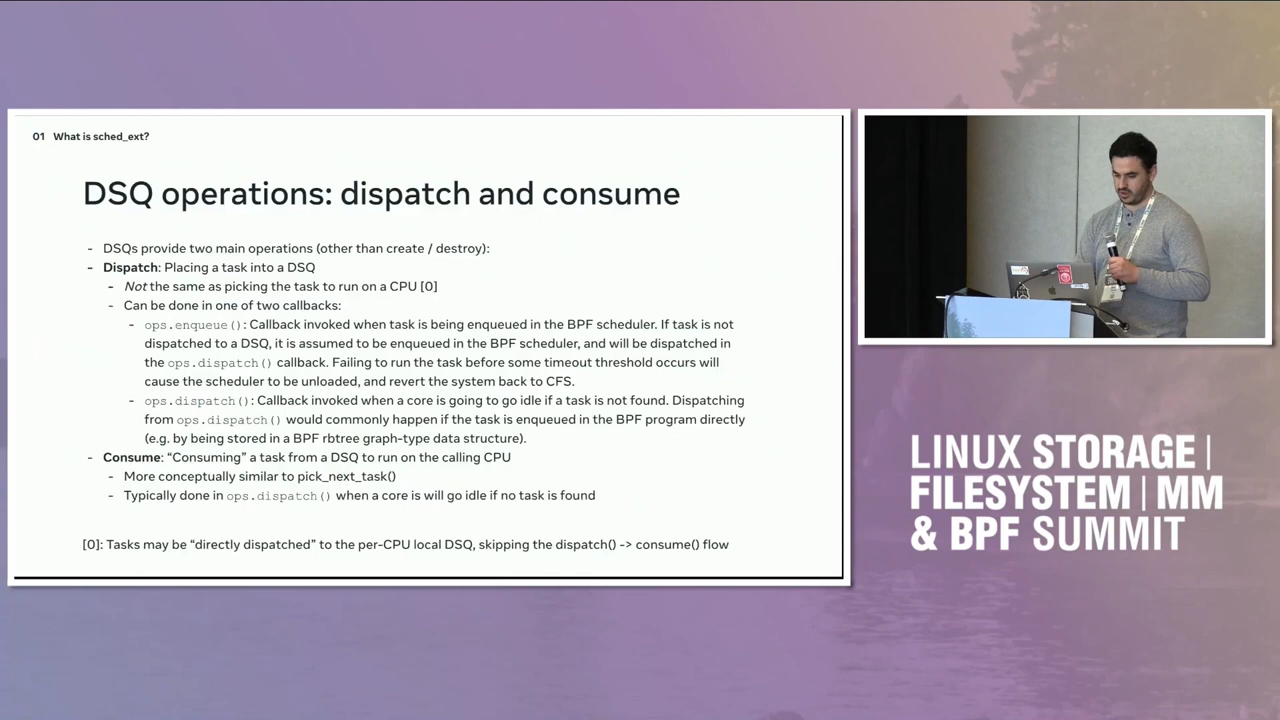 01 What is sched_ext?
DSQ operations: dispatch and consume
- DSQs provide two main operations (other than create / destroy):
- Dispatch: Placing a task into a DSQ
- Not the same as picking the task to run on a CPU [0]
- Can be done in one of two callbacks:
- ops.enqueue(): Callback invoked when task is being enqueued in the BPF scheduler. If task is not
dispatched to a DSQ, it is assumed to be enqueued in the BPF scheduler, and will be dispatched in
the ops.dispatch() callback. Failing to run the task before some timeout threshold occurs will
cause the scheduler to be unloaded, and revert the system back to CFS.
- ops.dispatch(): Callback invoked when a core is going to go idle if a task is not found. Dispatching
from ops.dispatch() would commonly happen if the task is enqueued in the BPF program directly
(e.g. by being stored in a BPF rbtree graph-type data structure).
- Consume: “Consuming” a task from a DSQ to run on the calling CPU
- More conceptually similar to pick_next_task()
- Typically done in ops.dispatch() when a core is will go idle if no task is found
[0]: Tasks may be “directly dispatched” to the per-CPU local DSQ, skipping the dispatch() -> consume() flow
LINUX STORAGE |
FILESYSTEM | MM
& BPF SUMMIT